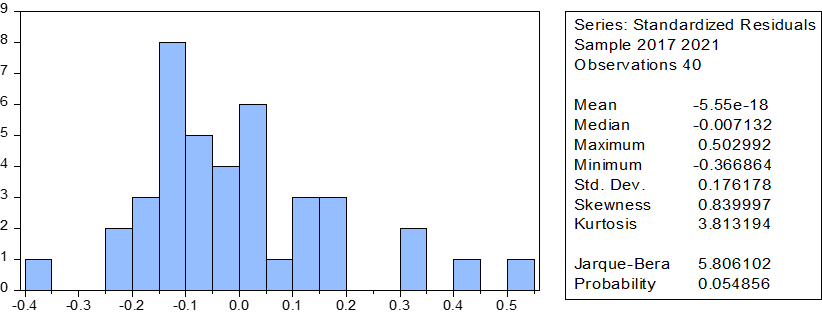 9
8
7
6
5
4
3
2
1
0
-0.4 -0.3 -0.2 -0.1 0.0 0.1 0.2 0.3 0.4 0.5
Series: Standardized Residuals
Sample 2017 2021
Observations 40
Mean -5.55e-18
Median -0.007132
Maximum 0.502992
Minimum -0.366864
Std. Dev. 0.176178
Skewness 0.839997
Kurtosis 3.813194
Jarque-Bera 5.806102
Probability 0.054856